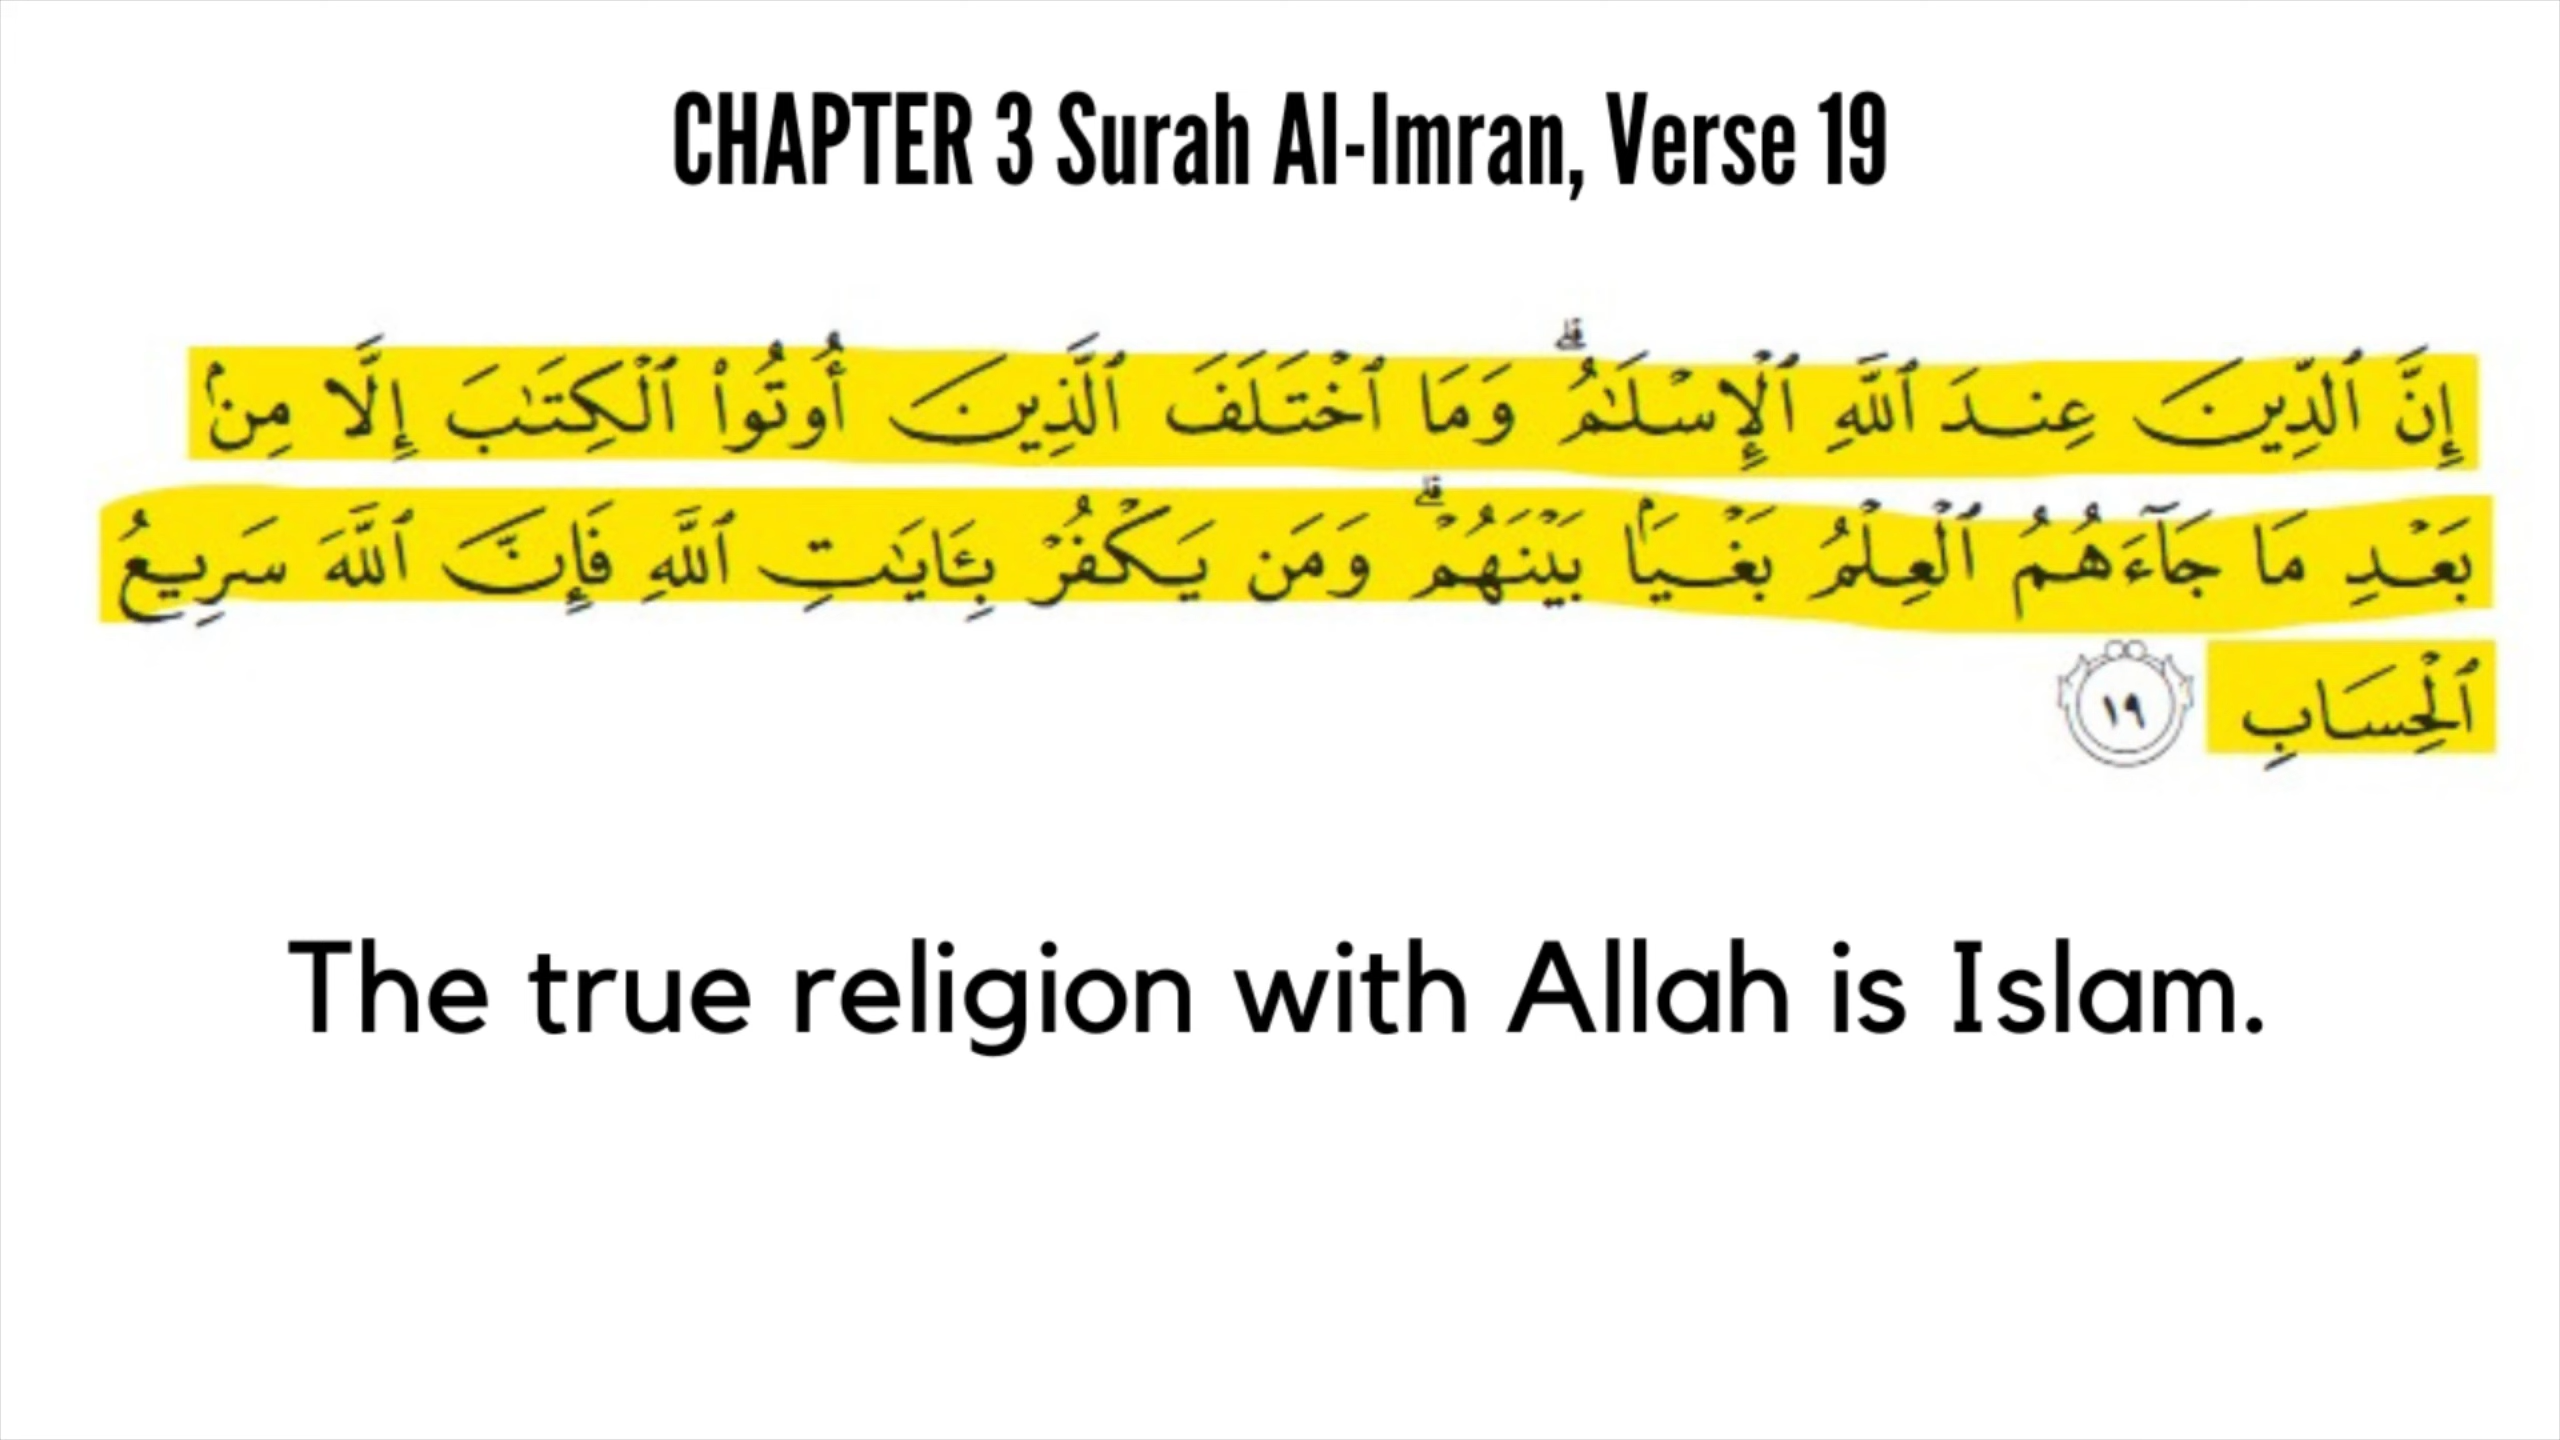 CHAPTER 3 Surah Al-Imran, Verse 19
إِنَّ ٱلدِّينَ عِندَ ٱللَّهِ ٱلْإِسْلَـٰمُ ۗ وَمَا ٱخْتَلَفَ ٱلَّذِينَ أُوتُوا۟ ٱلْكِتَـٰبَ إِلَّا مِنۢ
بَعْدِ مَا جَآءَهُمُ ٱلْعِلْمُ بَغْيَۢا بَيْنَهُمْ ۗ وَمَن يَكْفُرْ بِـَٔايَـٰتِ ٱللَّهِ فَإِنَّ ٱللَّهَ سَرِيعُ
ٱلْحِسَابِ ١٩
The true religion with Allah is Islam.